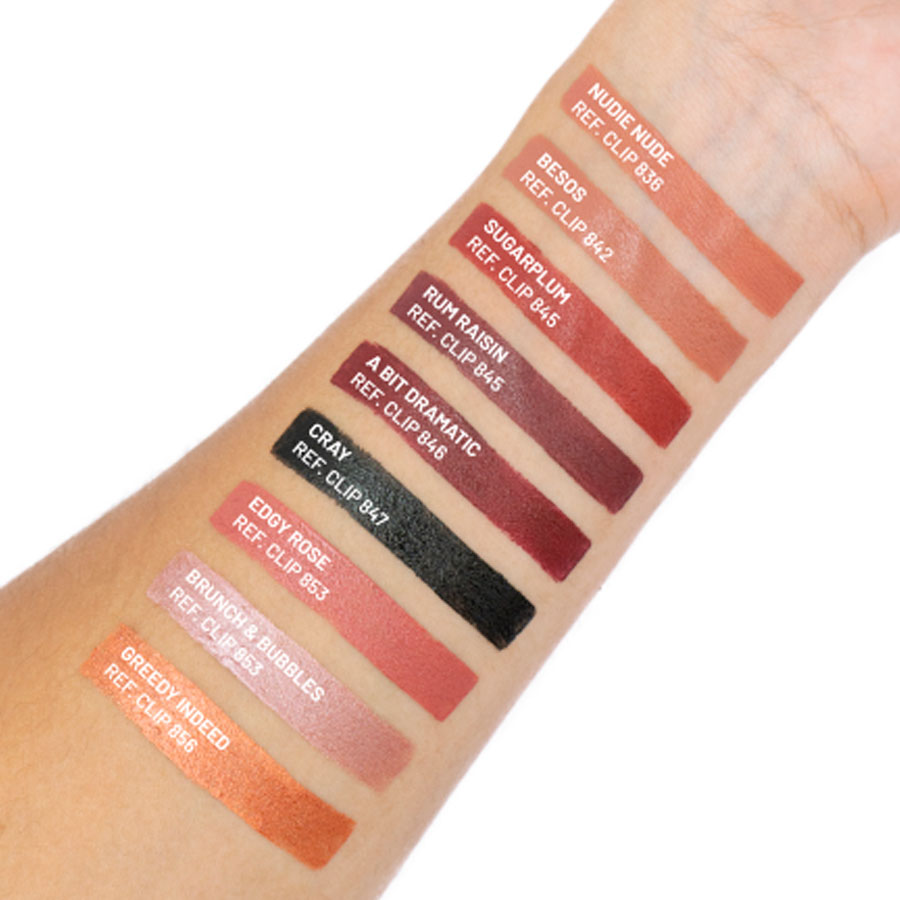 NUDIE NUDE
REF. CLIP 836
BESOS
REF. CLIP 842
SUGARPLUM
REF. CLIP 845
RUM RAISIN
REF. CLIP 845
A BIT DRAMATIC
REF. CLIP 846
CRAY
REF. CLIP 847
EDGY ROSE
REF. CLIP 853
BRUNCH & BUBBLES
REF. CLIP 853
GREEDY INDEED
REF. CLIP 856